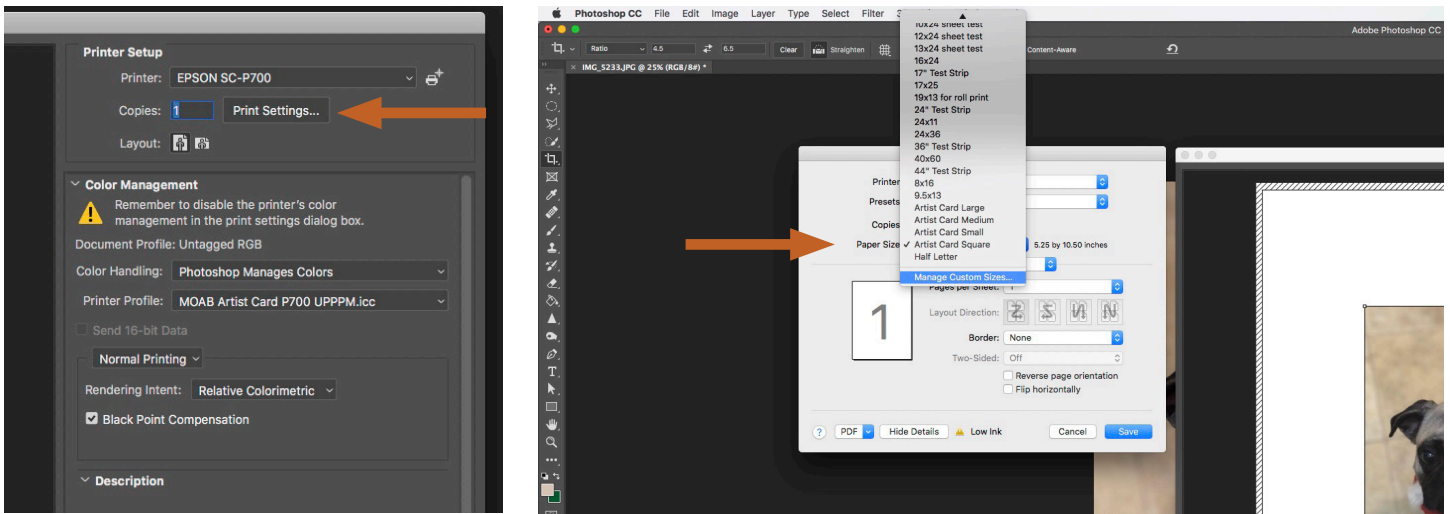 Printer Setup
Printer: EPSON SC-P700
Copies: 1 Print Settings...
Layout:
Color Management
Remember to disable the printer's color
management in the print settings dialog box.
Document Profile: Untagged RGB
Color Handling: Photoshop Manages Colors
Printer Profile: MOAB Artist Card P700 UPPPM.icc
Send 16-bit Data
Normal Printing
Rendering Intent: Relative Colorimetric
Black Point Compensation
Description
Photoshop CC File Edit Image Layer Type Select Filter
Adobe Photoshop CC
Ratio 4.5 6.5 Clear Straighten Content-Aware
× IMG_5233.JPG @ 25% (RGB/8#) *
10x24 sheet test
12x24 sheet test
13x24 sheet test
16x24
17" Test Strip
17x25
19x13 for roll print
24" Test Strip
24x11
24x36
36" Test Strip
40x60
44" Test Strip
8x16
9.5x13
Artist Card Large
Artist Card Medium
Artist Card Small
✓ Artist Card Square
Half Letter
Manage Custom Sizes...
Printer
Presets
Copies
Paper Size
5.25 by 10.50 inches
Pages per Sheet: 1
1
Layout Direction:
Border: None
Two-Sided: Off
Reverse page orientation
Flip horizontally
? PDF Hide Details Low Ink Cancel Save